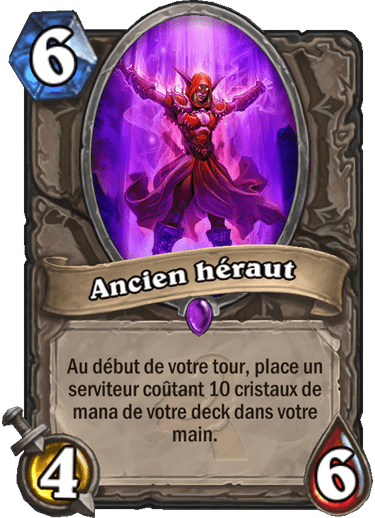 6
Ancien héraut
Au début de votre tour, place un
serviteur coûtant 10 cristaux de
mana de votre deck dans votre
main.
4
6